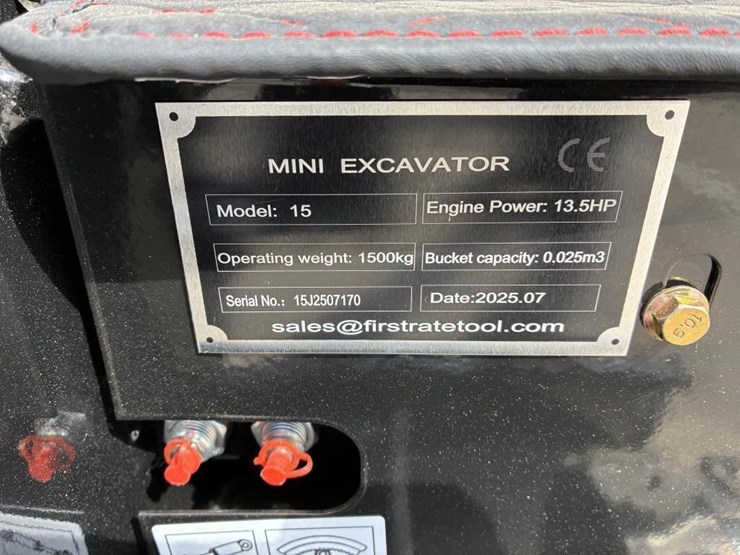 MINI EXCAVATOR CE
Model: 15 Engine Power: 13.5HP
Operating weight: 1500kg Bucket capacity: 0.025m3
Serial No.: 15J2507170 Date:2025.07
sales@firstratetool.com
10.9